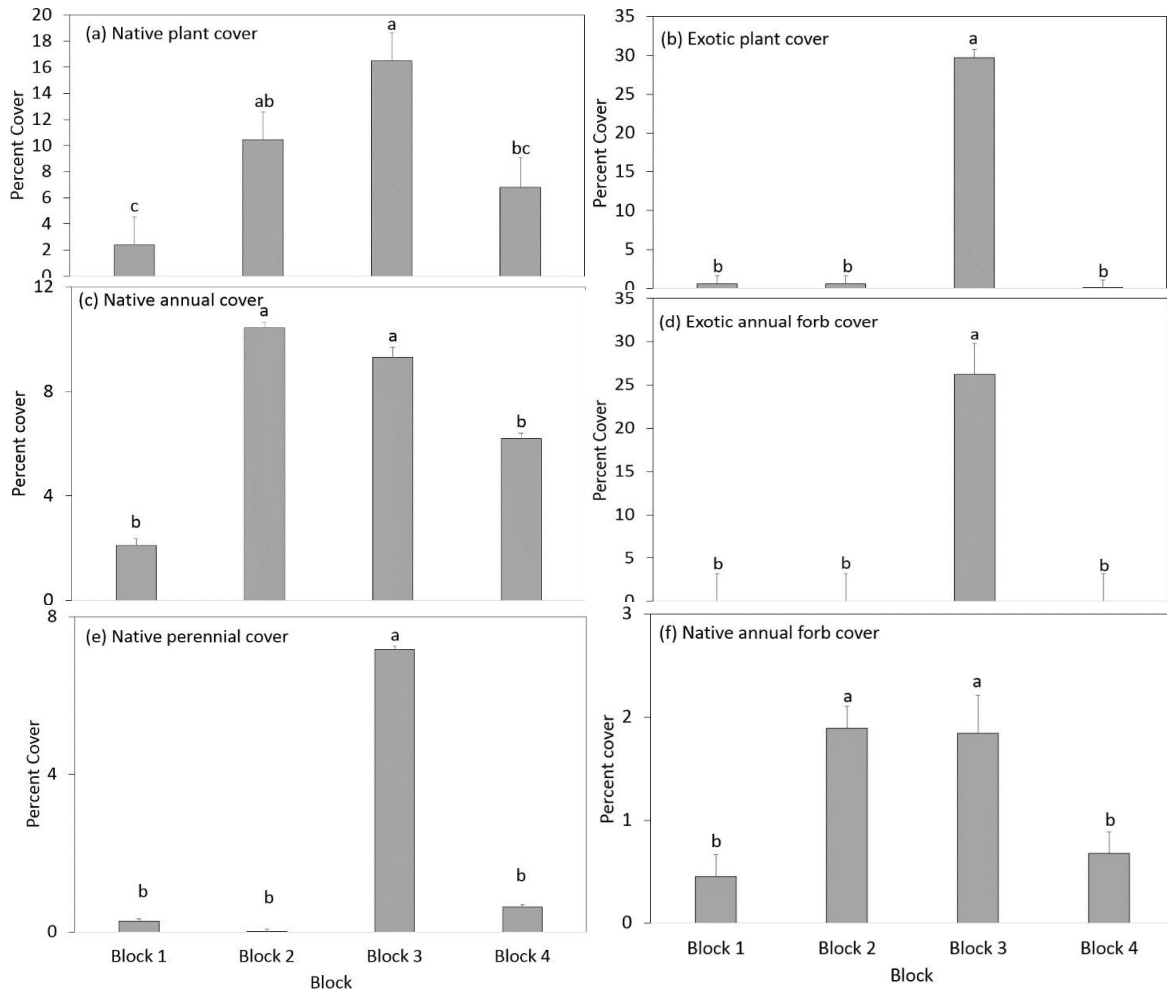 (a) Native plant cover
Percent Cover
20
18
16
14
12
10
8
6
4
2
0
c
ab
a
bc
(b) Exotic plant cover
Percent Cover
35
30
25
20
15
10
5
0
b
b
a
b
(c) Native annual cover
Percent cover
12
8
4
0
b
a
a
b
(d) Exotic annual forb cover
Percent Cover
35
30
25
20
15
10
5
0
b
b
a
b
(e) Native perennial cover
Percent Cover
8
4
0
b
b
a
b
Block 1 Block 2 Block 3 Block 4
Block
(f) Native annual forb cover
Percent cover
3
2
1
0
b
a
a
b
Block 1 Block 2 Block 3 Block 4
Block